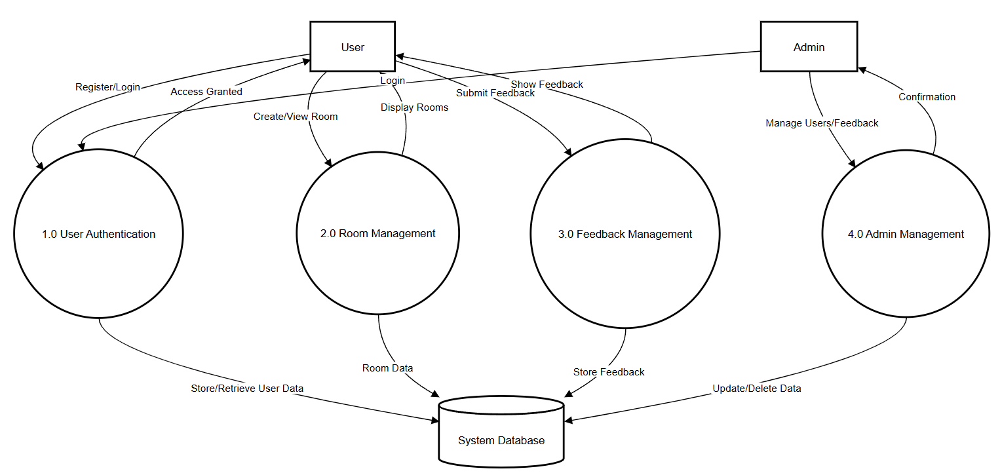 User
Admin
Login
Show Feedback
Register/Login
Access Granted
Submit Feedback
Confirmation
Display Rooms
Create/View Room
Manage Users/Feedback
1.0 User Authentication
2.0 Room Management
3.0 Feedback Management
4.0 Admin Management
Room Data
Store Feedback
Store/Retrieve User Data
Update/Delete Data
System Database